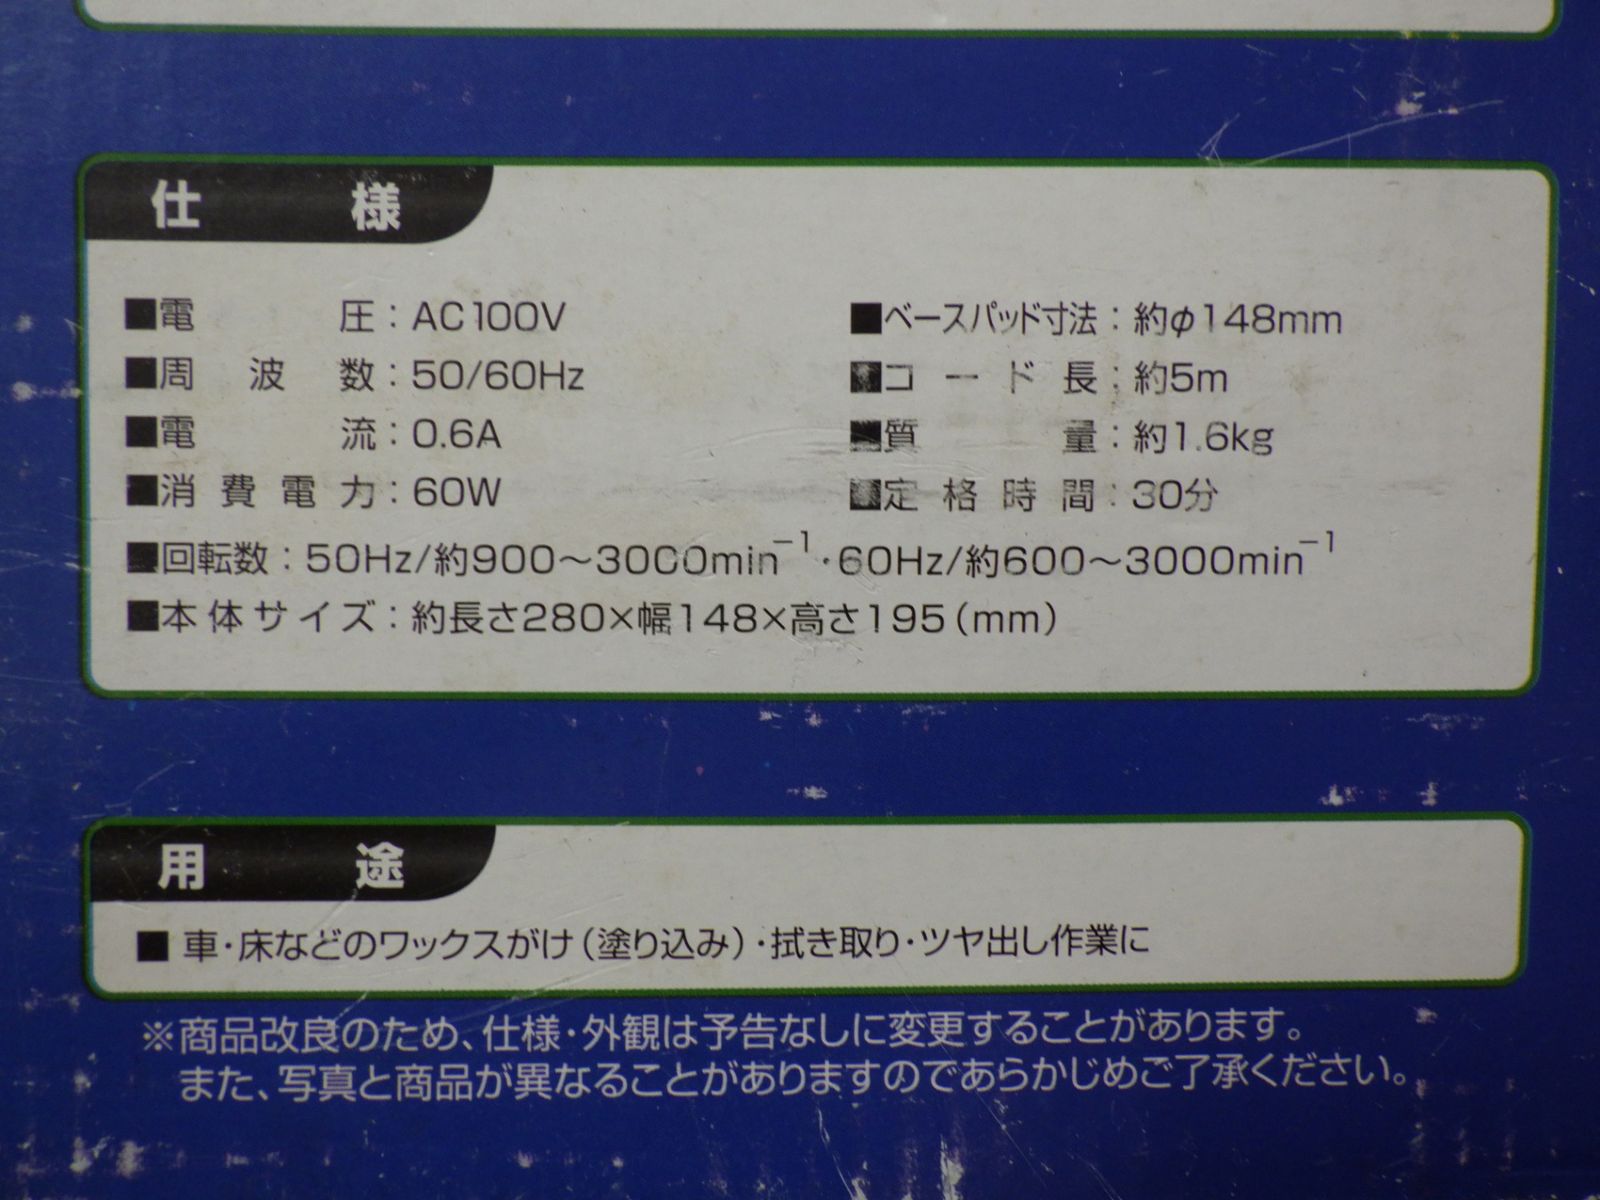 仕様
■電圧：AC100V
■周波数：50/60Hz
■電流：0.6A
■消費電力：60W
■ベースパッド寸法：約φ148mm
■コード長：約5m
■質量：約1.6kg
■定格時間：30分
■回転数：50Hz/約900～3000min⁻¹・60Hz/約600～3000min⁻¹
■本体サイズ：約長さ280×幅148×高さ195(mm)
用途
■ 車・床などのワックスがけ(塗り込み)・拭き取り・ツヤ出し作業に
※商品改良のため、仕様・外観は予告なしに変更することがあります。
また、写真と商品が異なることがありますのであらかじめご了承ください。